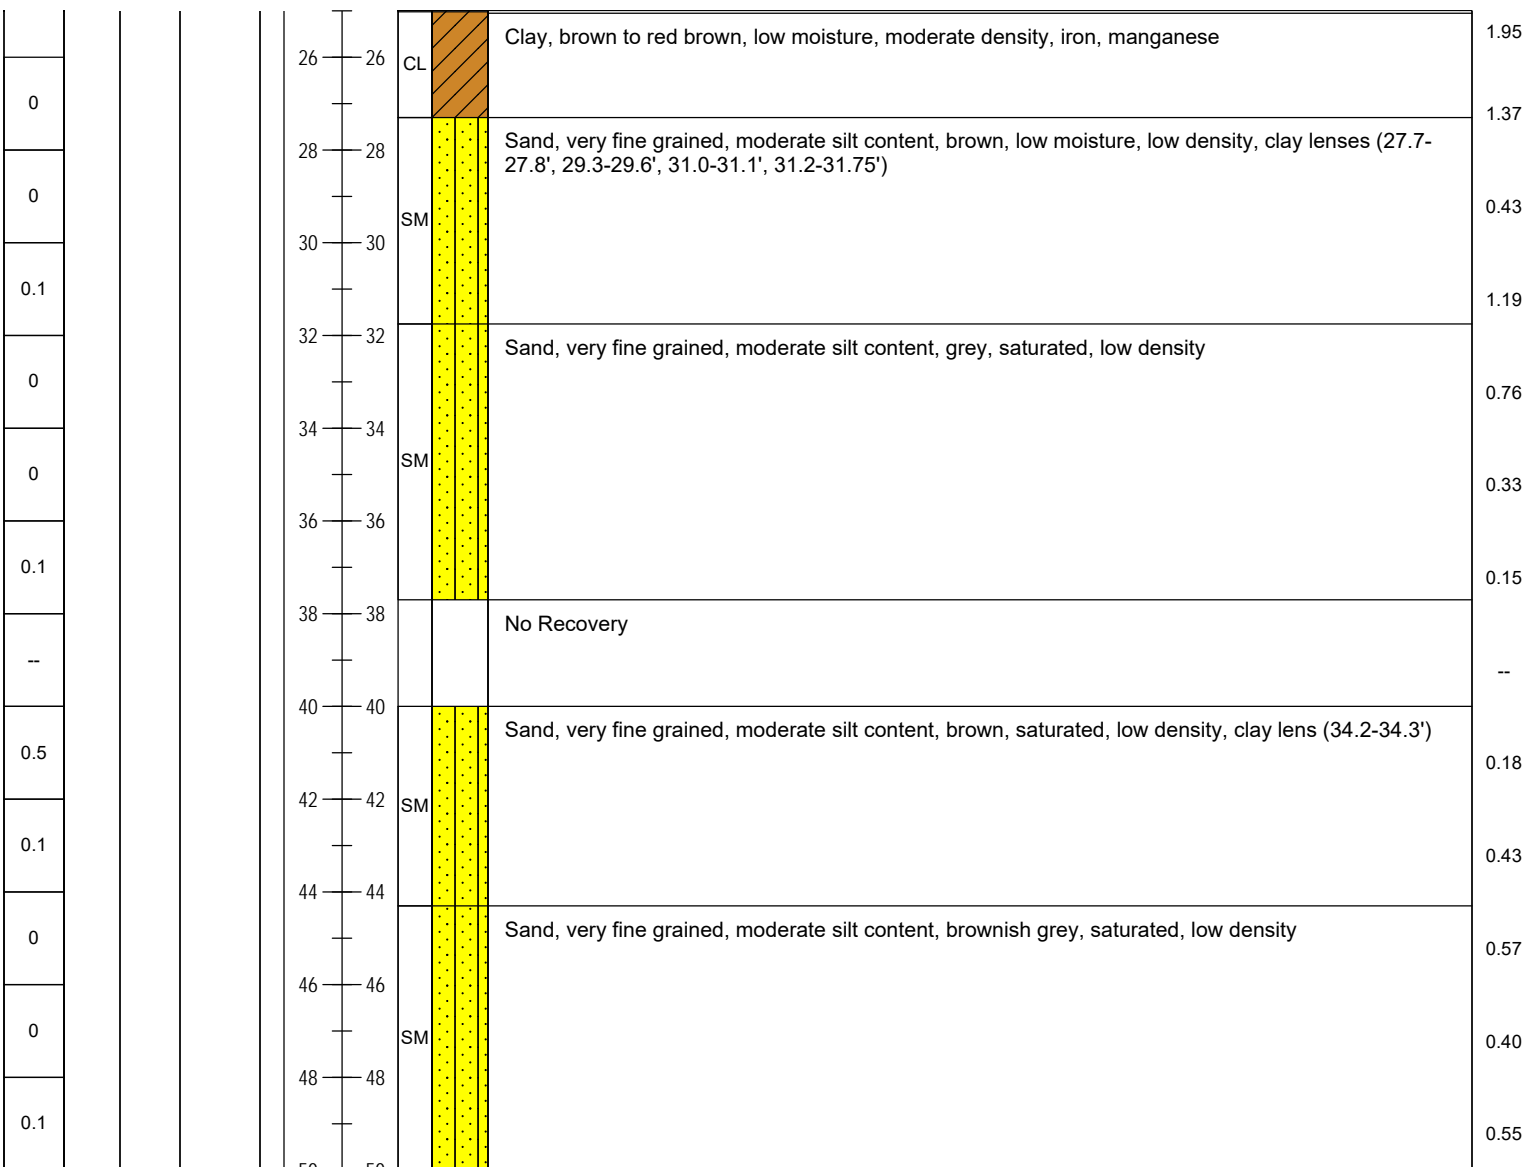 1.95
Clay, brown to red brown, low moisture, moderate density, iron, manganese
26 26 CL
0
1.37
Sand, very fine grained, moderate silt content, brown, low moisture, low density, clay lenses (27.7-
28 28
27.8', 29.3-29.6', 31.0-31.1', 31.2-31.75')
0
0.43
SM
30 30
0.1
1.19
32 32
Sand, very fine grained, moderate silt content, grey, saturated, low density
0
0.76
34 34
SM
0
0.33
36 36
0.1
0.15
38 38
No Recovery
--
--
40 40
Sand, very fine grained, moderate silt content, brown, saturated, low density, clay lens (34.2-34.3')
0.5
0.18
42 42 SM
0.1
0.43
44 44
Sand, very fine grained, moderate silt content, brownish grey, saturated, low density
0
0.57
46 46
0
SM
0.40
48 48
0.1
0.55